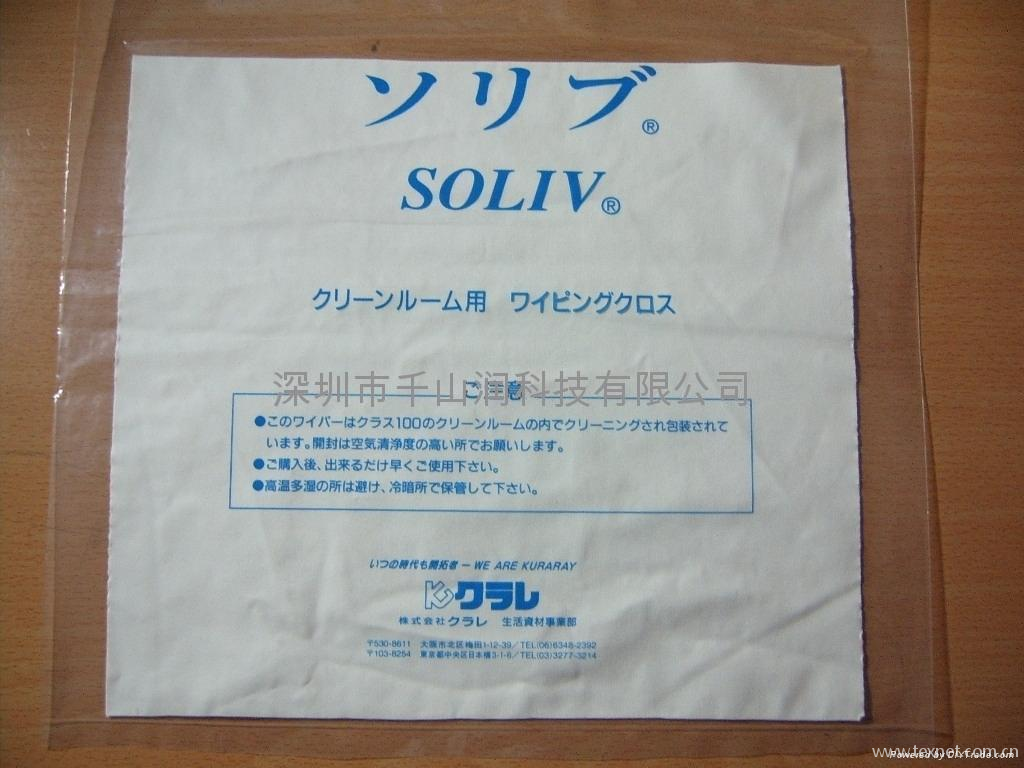 ソリブ®
SOLIV®
クリーンルーム用　ワイピングクロス
ご注意
深圳市千山润科技有限公司
●このワイパーはクラス100のクリーンルームの内でクリーニングされ包装されて
います。開封は空気清浄度の高い所でお願いします。
●ご購入後、出来るだけ早くご使用下さい。
●高温多湿の所は避け、冷暗所で保管して下さい。
いつの時代も開拓者 – WE ARE KURARAY
クラレ
株式会社クラレ　生活資材事業部
〒530-8611　大阪市北区梅田1-12-39／TEL(06)6348-2392
〒103-8254　東京都中央区日本橋3-1-6／TEL(03)3277-3214
www.texnet.com.cn
Powered by DIYTrade.com